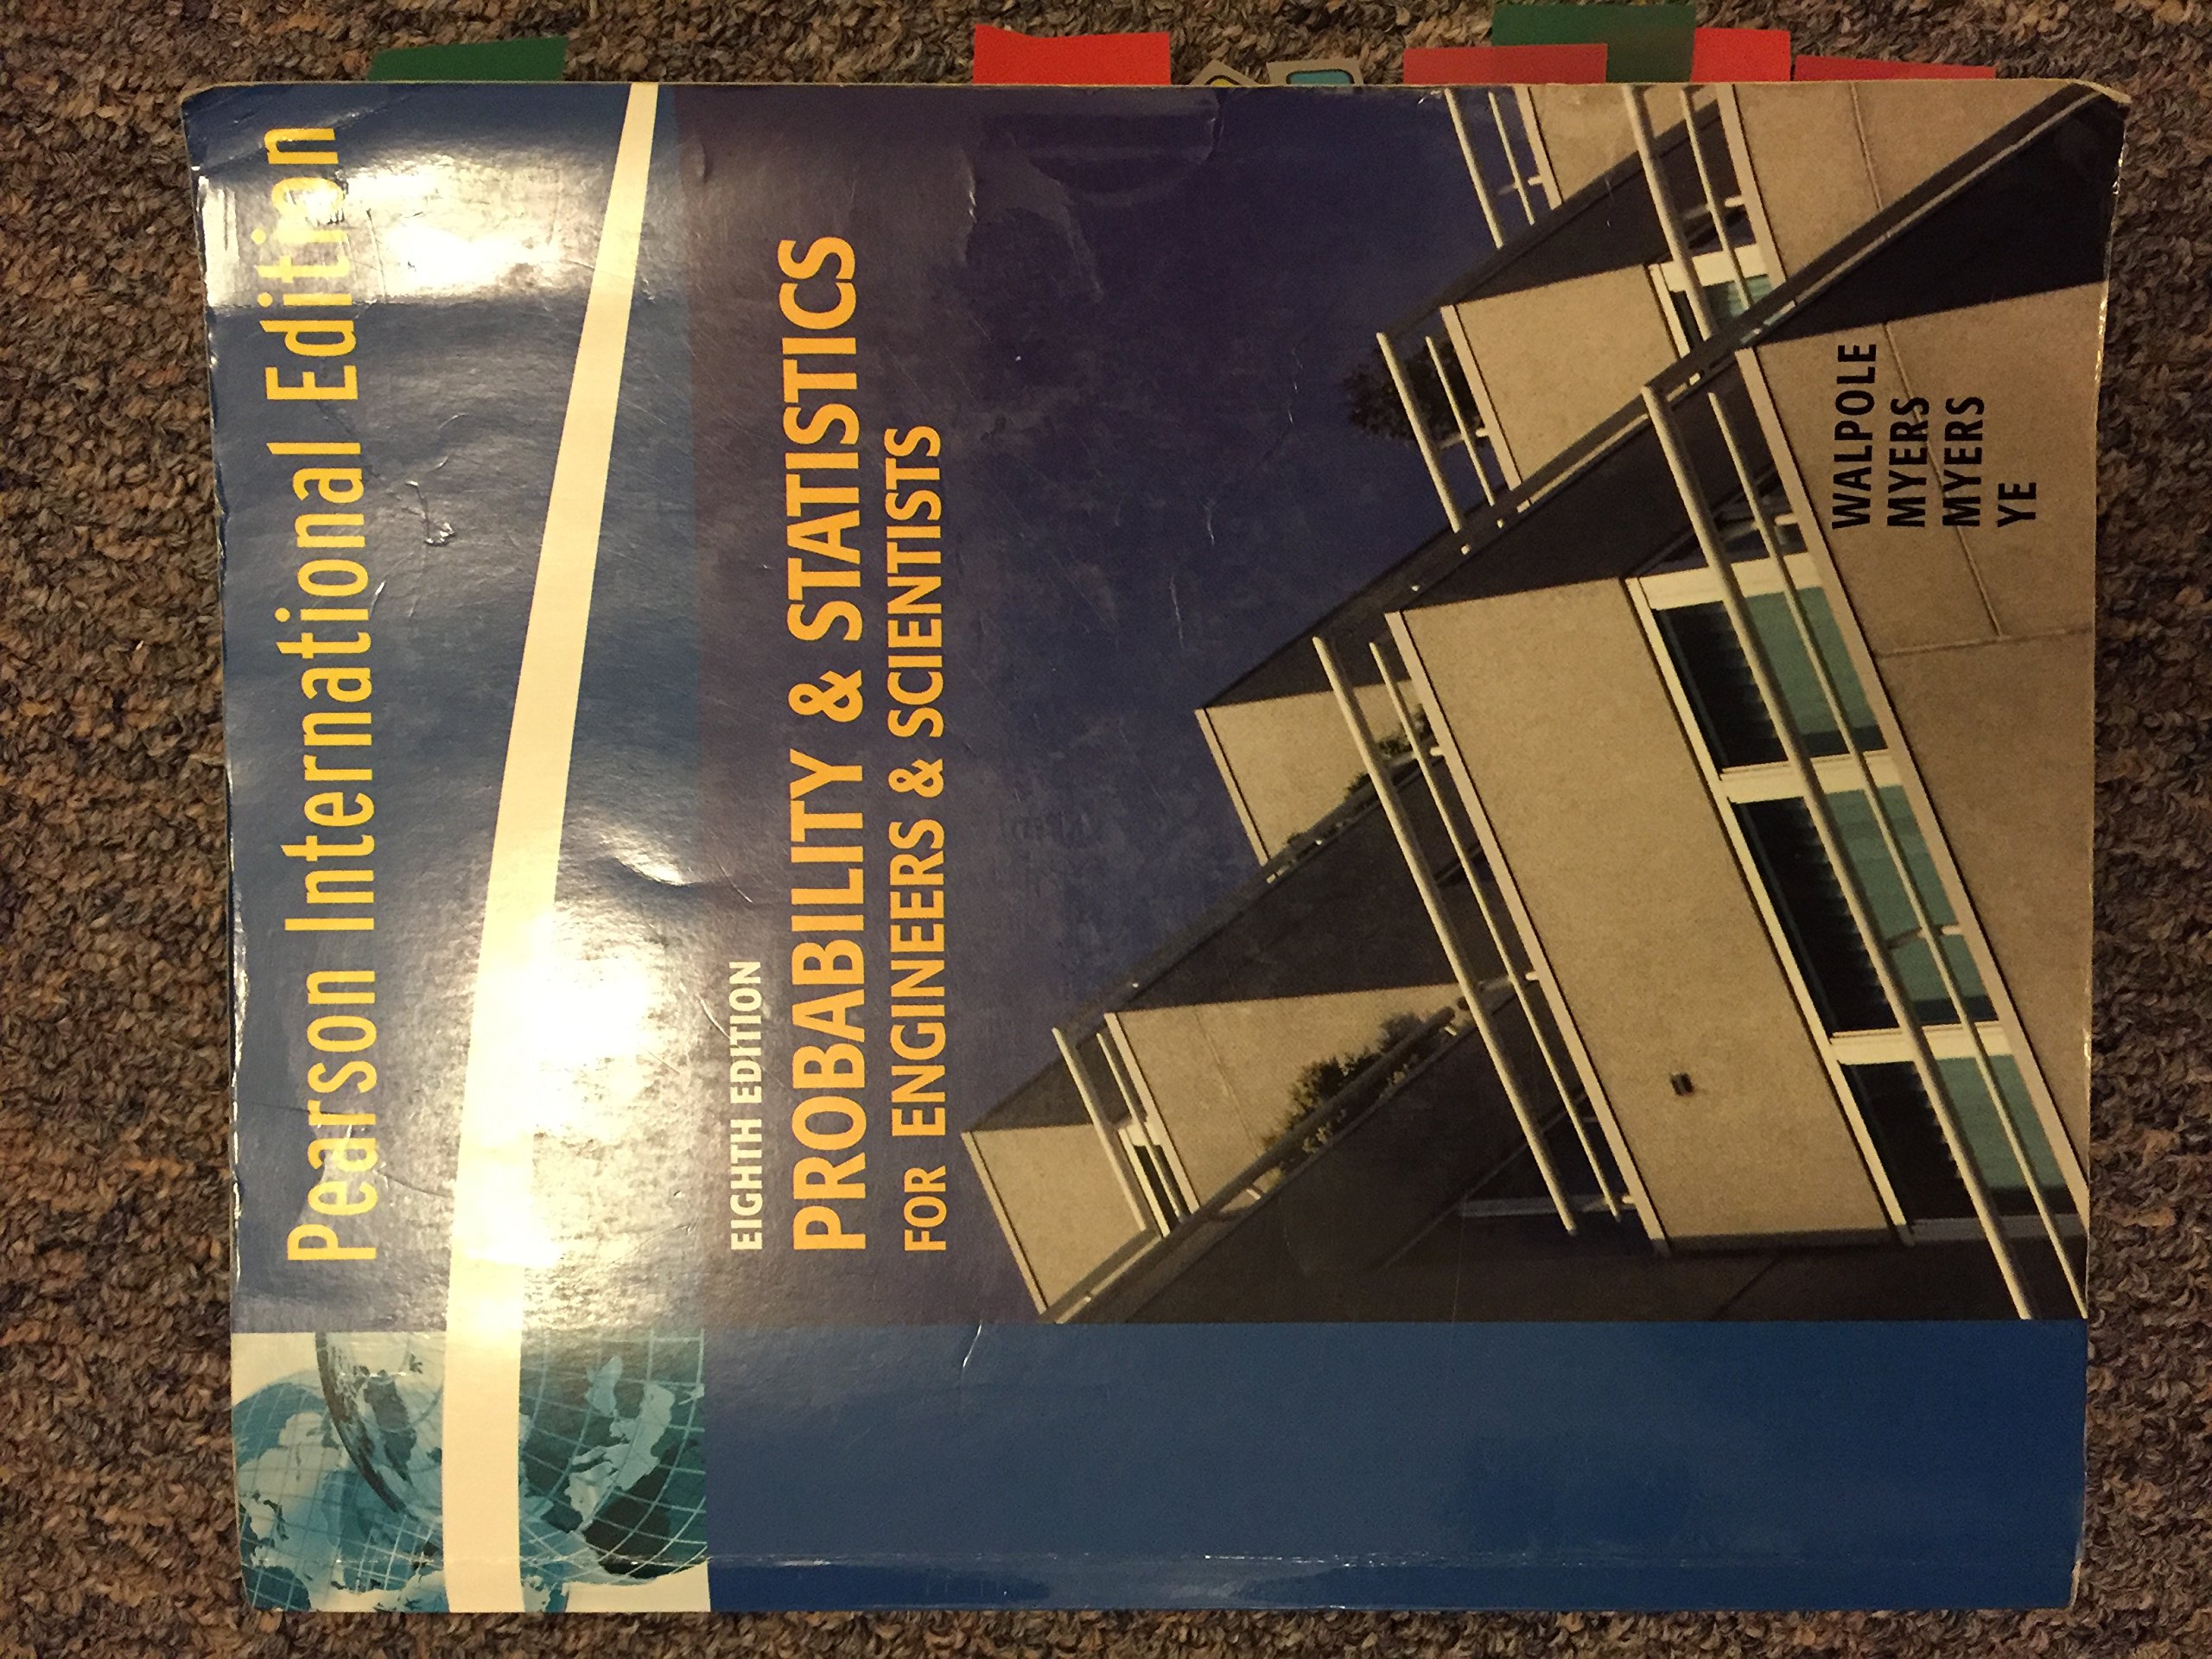 Pearson International Edition
EIGHTH EDITION
PROBABILITY & STATISTICS
FOR ENGINEERS & SCIENTISTS
WALPOLE
MYERS
MYERS
YE